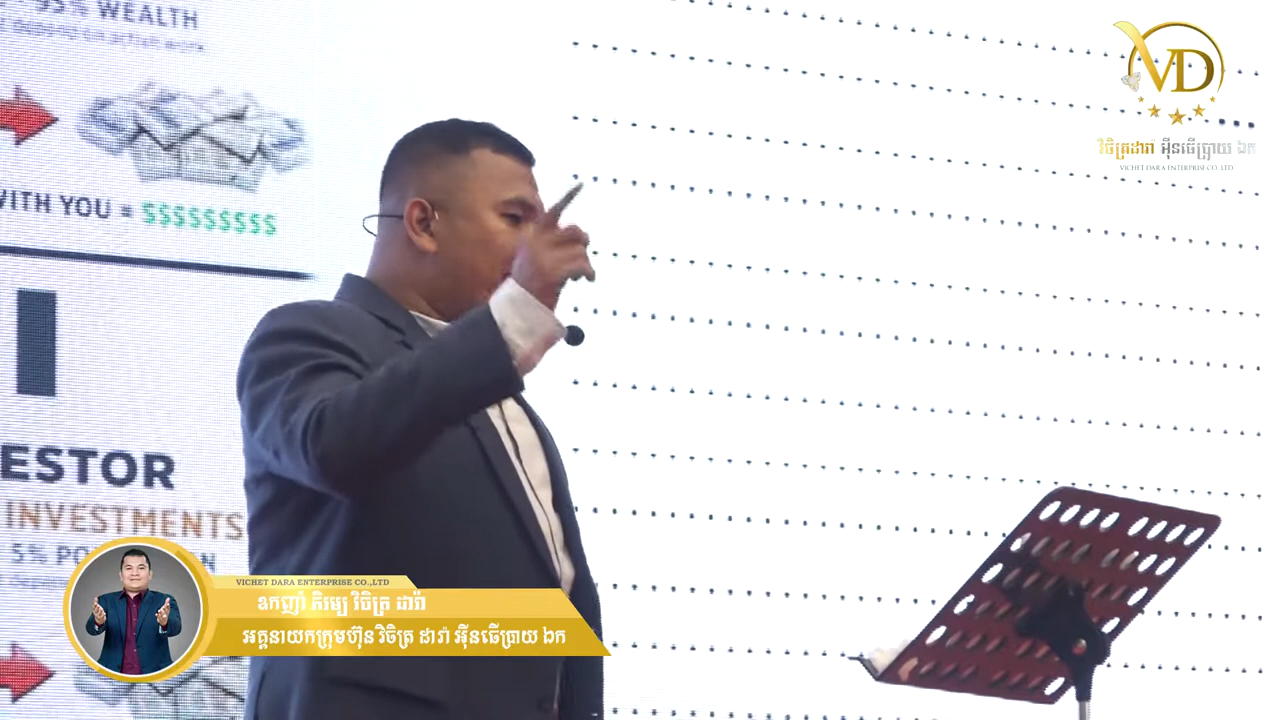 95% WEALTH
WITH YOU = $$$$$$$$$
ESTOR
INVESTMENTS
5%
VD
វិចិត្រដារ៉ា អ៊ីនធើប្រាយ ឯក
VICHET DARA ENTERPRISE CO.,LTD
VICHET DARA ENTERPRISE CO.,LTD
ឧកញ៉ា ភិរម្យ វិចិត្រ ដារ៉ា
អគ្គនាយកក្រុមហ៊ុន វិចិត្រ ដារ៉ា អ៊ីនធើប្រាយ ឯក